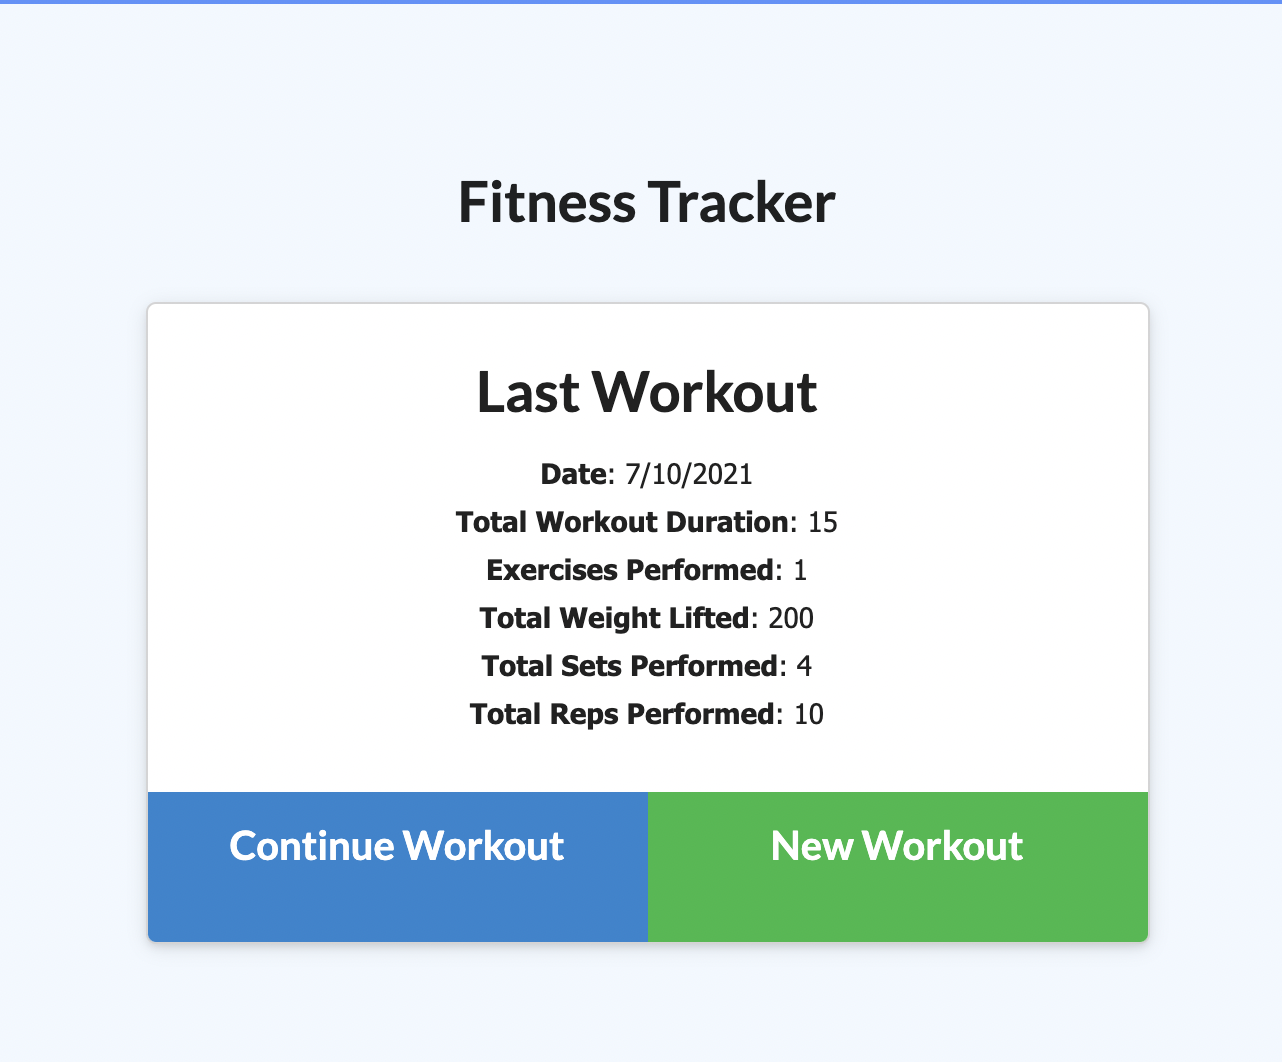 Fitness Tracker
Last Workout
Date: 7/10/2021
Total Workout Duration: 15
Exercises Performed: 1
Total Weight Lifted: 200
Total Sets Performed: 4
Total Reps Performed: 10
Continue Workout
New Workout